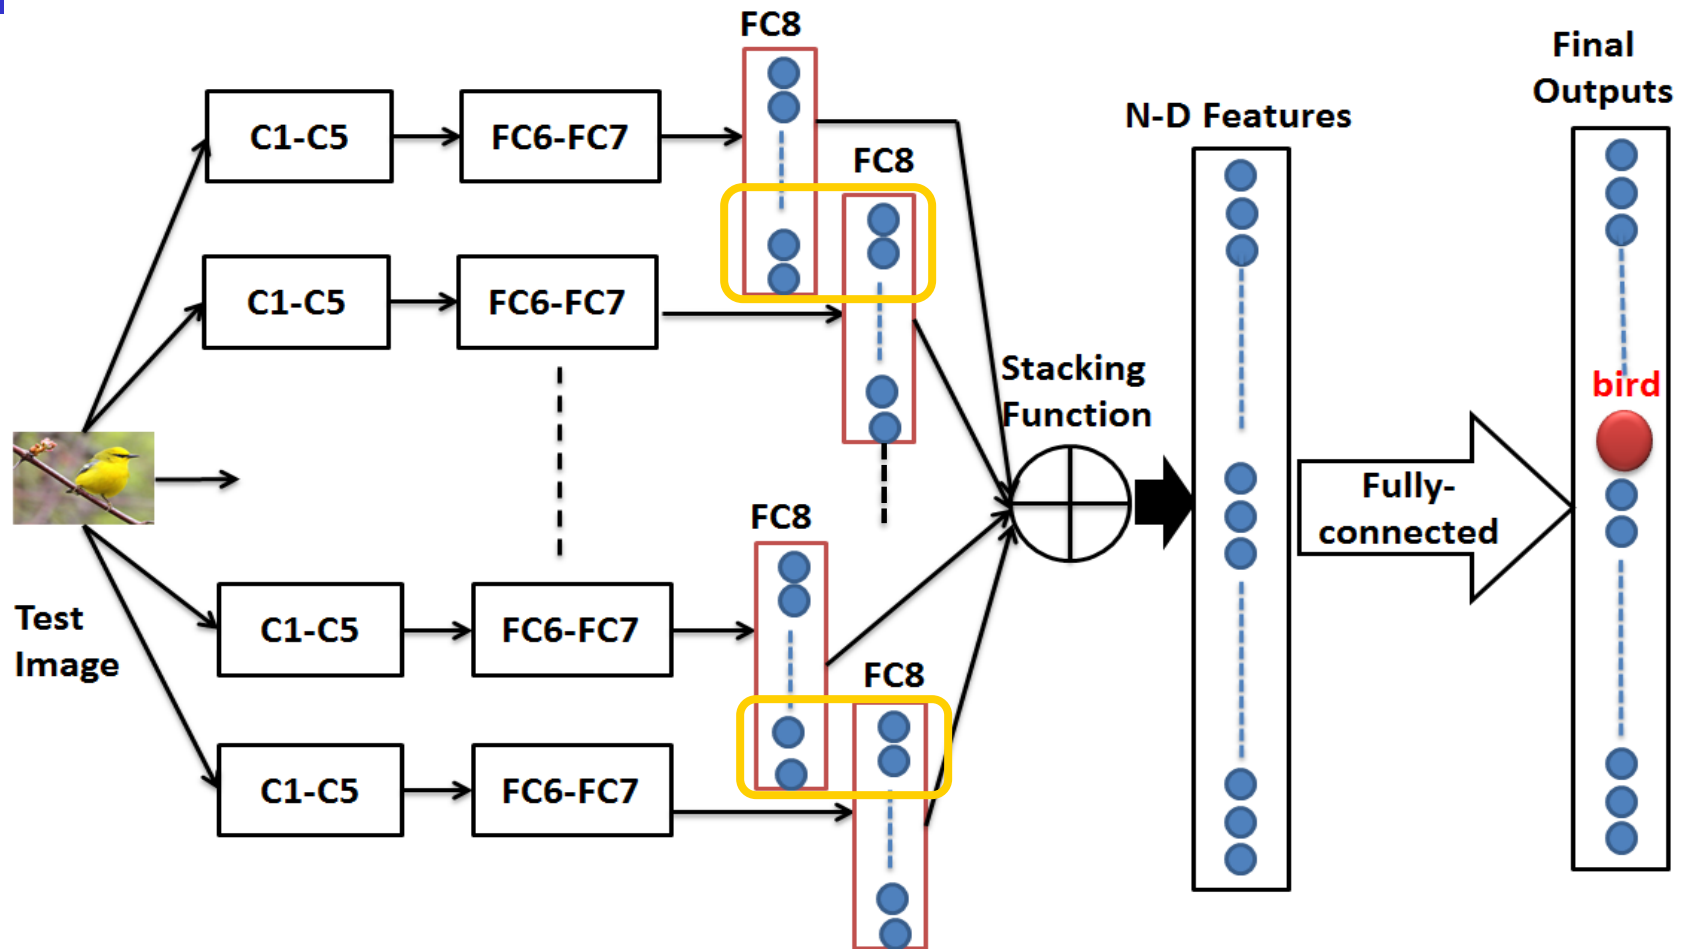 FC8
Final
Outputs
N-D Features
C1-C5
FC6-FC7
FC8
C1-C5
FC6-FC7
Stacking
Function
bird
Fully-
connected
FC8
Test
Image
C1-C5
FC6-FC7
FC8
C1-C5
FC6-FC7